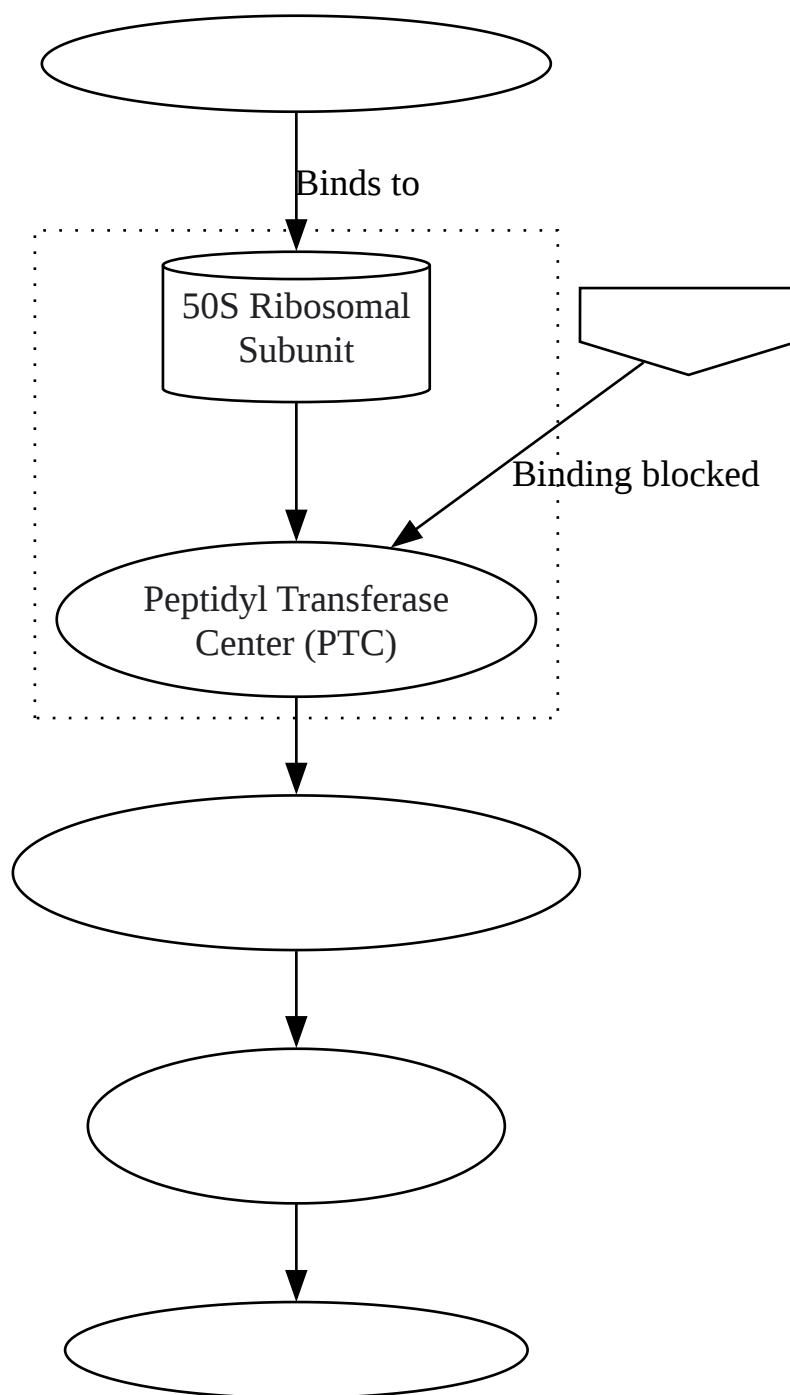 Binds to
50S Ribosomal
Subunit
Binding blocked
Peptidyl Transferase
Center (PTC)